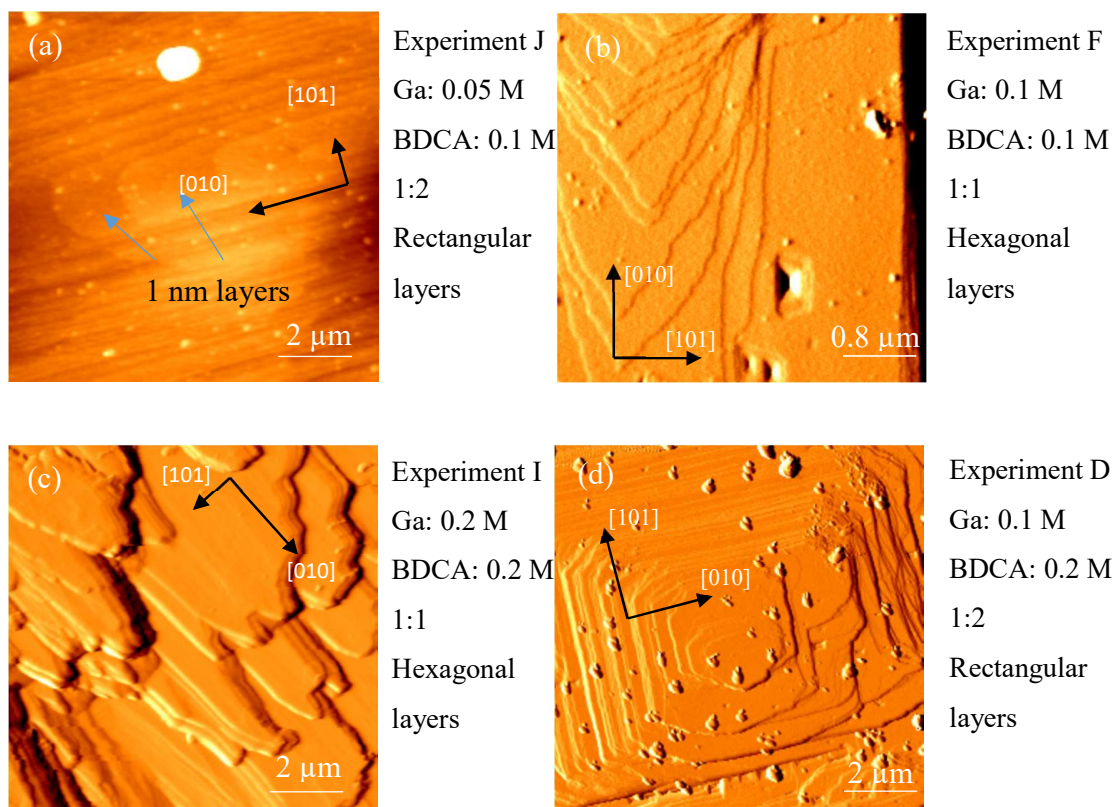 (a)
[101]
[010]
1 nm layers
2 µm
Experiment J
Ga: 0.05 M
BDCA: 0.1 M
1:2
Rectangular
layers
(b)
[010]
[101]
0.8 µm
Experiment F
Ga: 0.1 M
BDCA: 0.1 M
1:1
Hexagonal
layers
(c)
[101]
[010]
2 µm
Experiment I
Ga: 0.2 M
BDCA: 0.2 M
1:1
Hexagonal
layers
(d)
[101]
[010]
2 µm
Experiment D
Ga: 0.1 M
BDCA: 0.2 M
1:2
Rectangular
layers